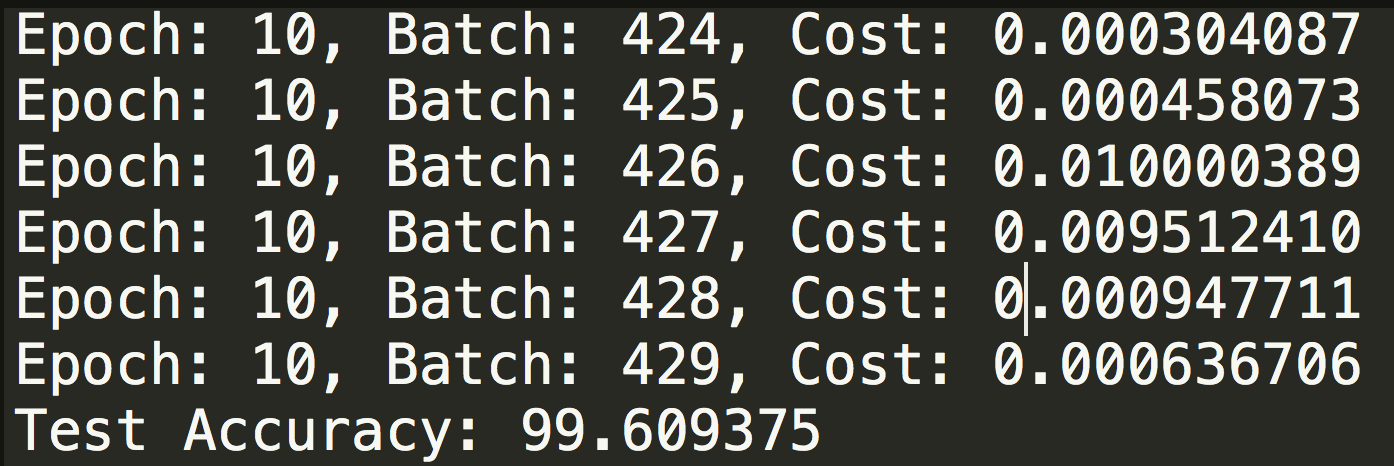 Epoch: 10, Batch: 424, Cost: 0.000304087
Epoch: 10, Batch: 425, Cost: 0.000458073
Epoch: 10, Batch: 426, Cost: 0.010000389
Epoch: 10, Batch: 427, Cost: 0.009512410
Epoch: 10, Batch: 428, Cost: 0.000947711
Epoch: 10, Batch: 429, Cost: 0.000636706
Test Accuracy: 99.609375